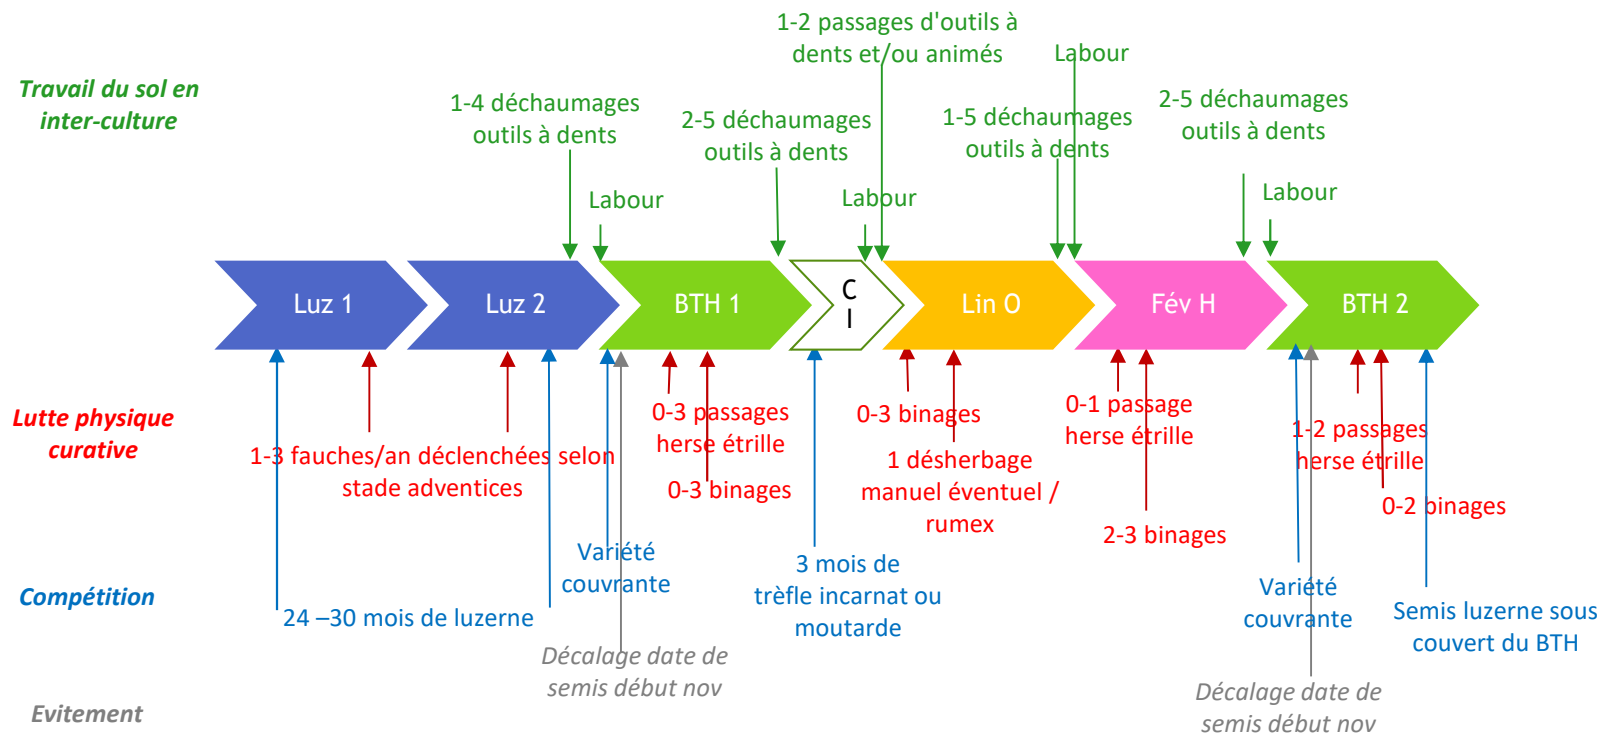 1-2 passages d'outils à
dents et/ou animés
Labour
Travail du sol en
inter-culture
1-4 déchaumages
outils à dents
2-5 déchaumages
outils à dents
1-5 déchaumages
outils à dents
2-5 déchaumages
outils à dents
Labour
Labour
Labour
Luz 1
Luz 2
BTH 1
C
I
Lin O
Fév H
BTH 2
Lutte physique
curative
1-3 fauches/an déclenchées selon
stade adventices
0-3 passages
herse étrille
0-3 binages
0-3 binages
1 désherbage
manuel éventuel /
rumex
0-1 passage
herse étrille
2-3 binages
1-2 passages
herse étrille
0-2 binages
Compétition
24 –30 mois de luzerne
Variété
couvrante
3 mois de
trèfle incarnat ou
moutarde
Variété
couvrante
Semis luzerne sous
couvert du BTH
Evitement
Décalage date de
semis début nov
Décalage date de
semis début nov